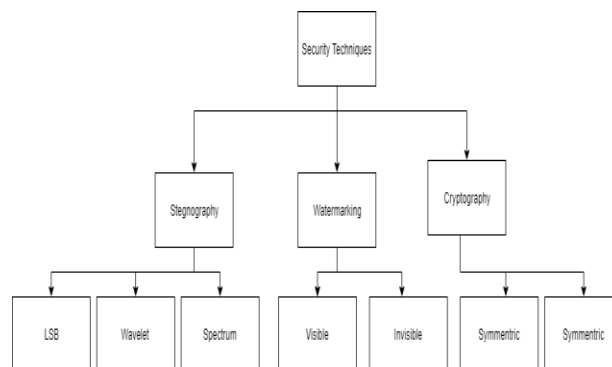 Security Techniques
Stegnography
Watermarking
Cryptography
LSB
Wavelet
Spectrum
Visible
Invisible
Symmentric
Symmentric